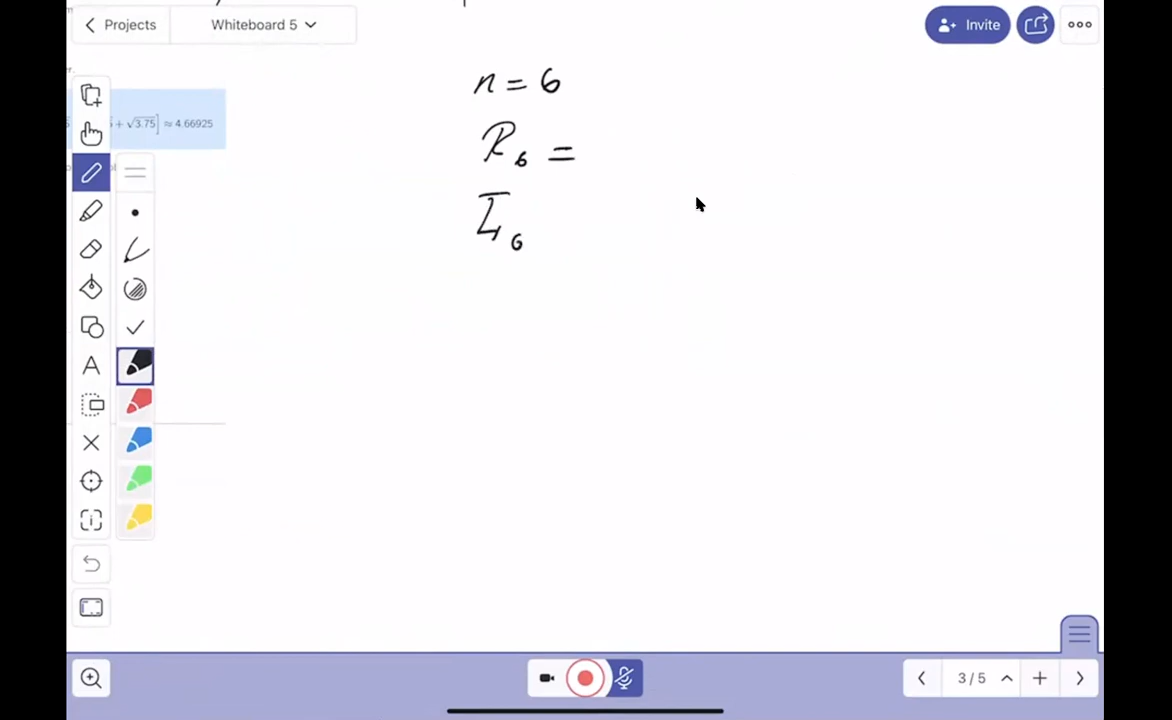 Projects
Whiteboard 5
Invite
+ √3.75] ≈ 4.66925
n = 6
R₆ =
I₆
A
3/5